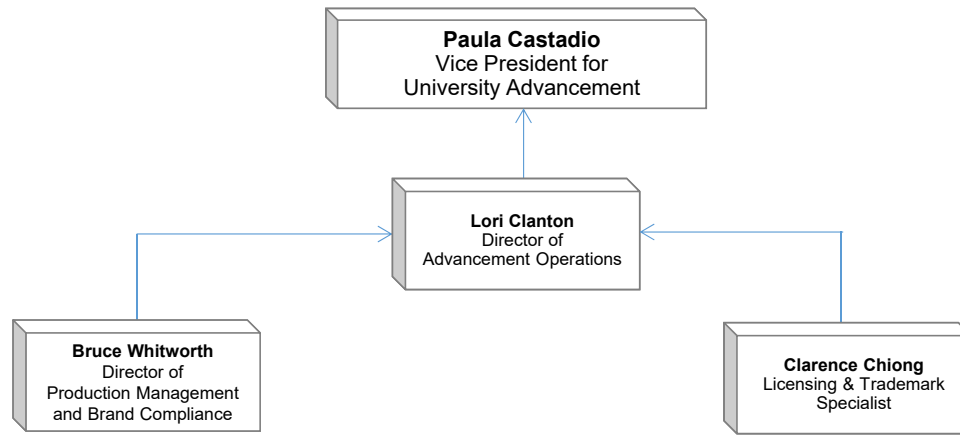 Paula Castadio
Vice President for
University Advancement
Lori Clanton
Director of
Advancement Operations
Bruce Whitworth
Director of
Production Management
and Brand Compliance
Clarence Chiong
Licensing & Trademark
Specialist